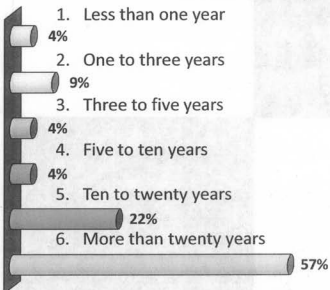 1. Less than one year
4%
2. One to three years
9%
3. Three to five years
4%
4. Five to ten years
4%
5. Ten to twenty years
22%
6. More than twenty years
57%